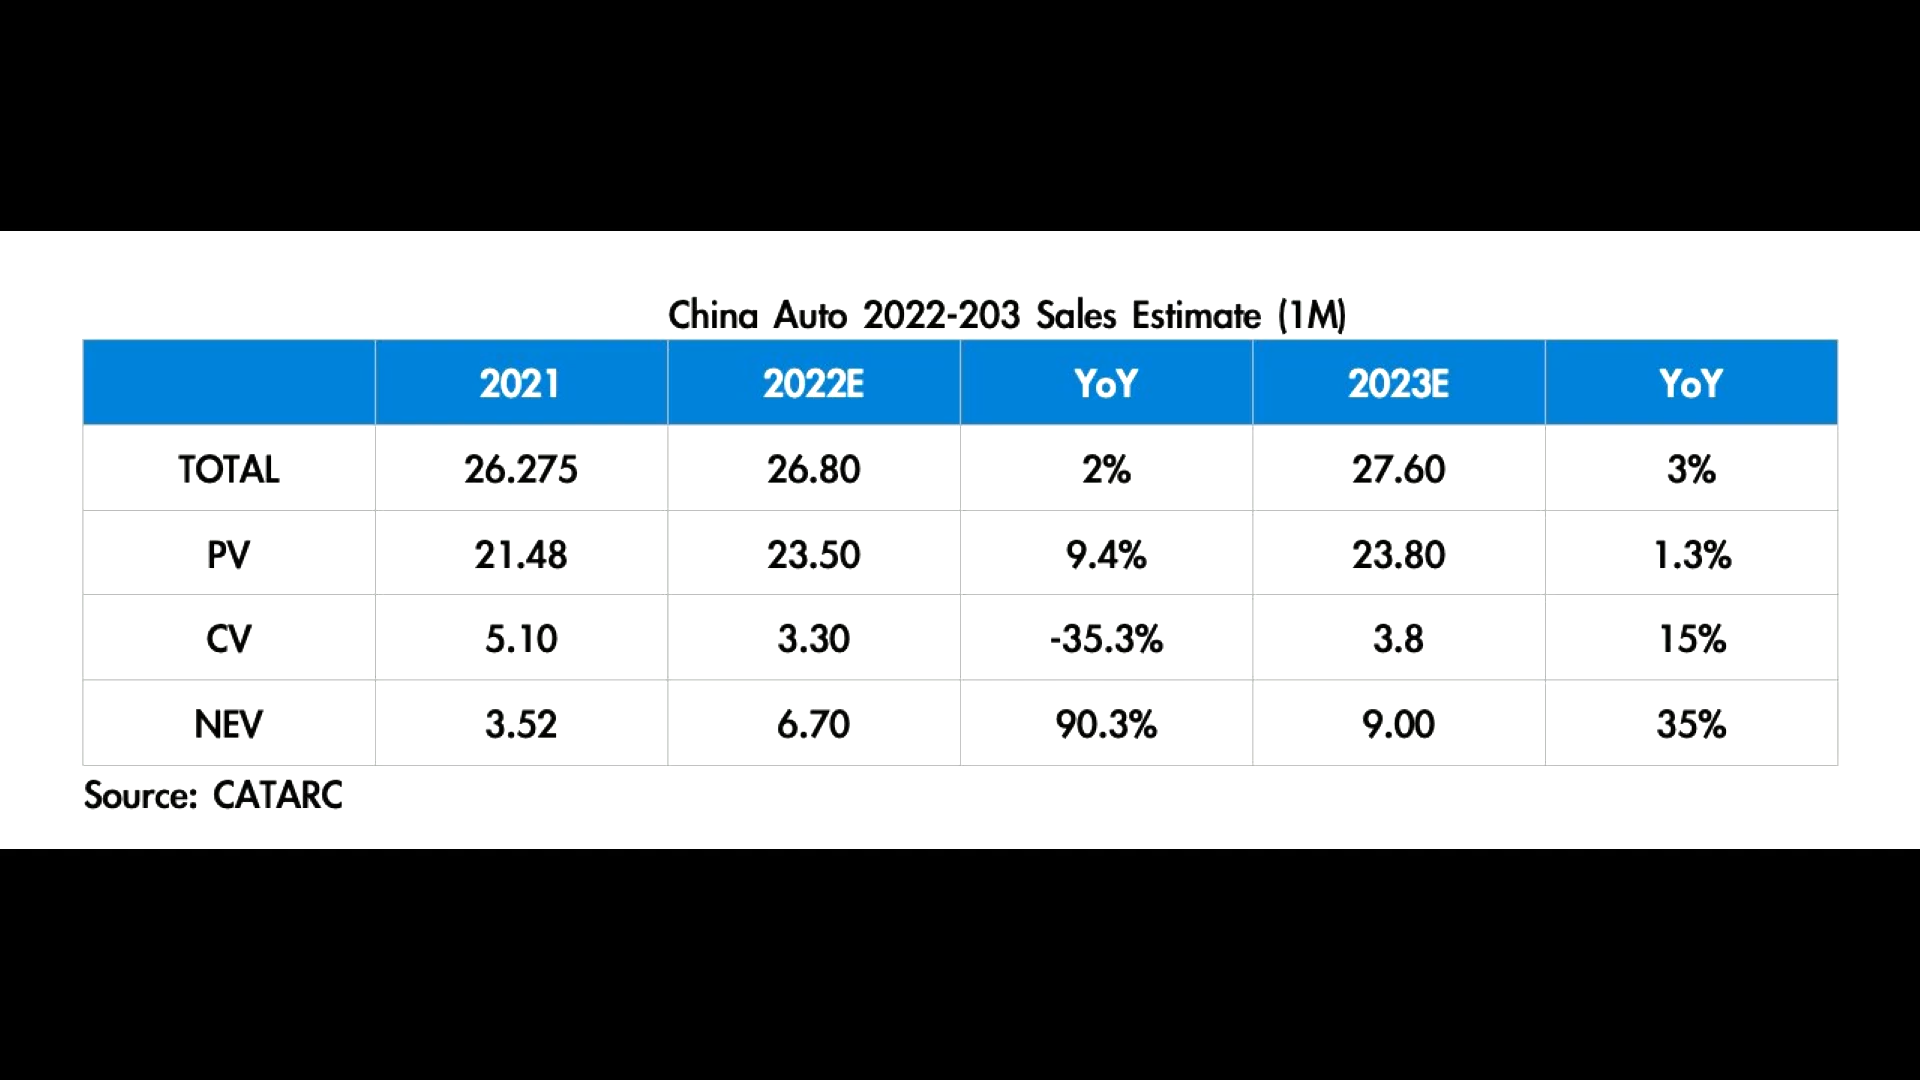 China Auto 2022-203 Sales Estimate (1M)
2021 2022E YoY 2023E YoY
TOTAL 26.275 26.80 2% 27.60 3%
PV 21.48 23.50 9.4% 23.80 1.3%
CV 5.10 3.30 -35.3% 3.8 15%
NEV 3.52 6.70 90.3% 9.00 35%
Source: CATARC